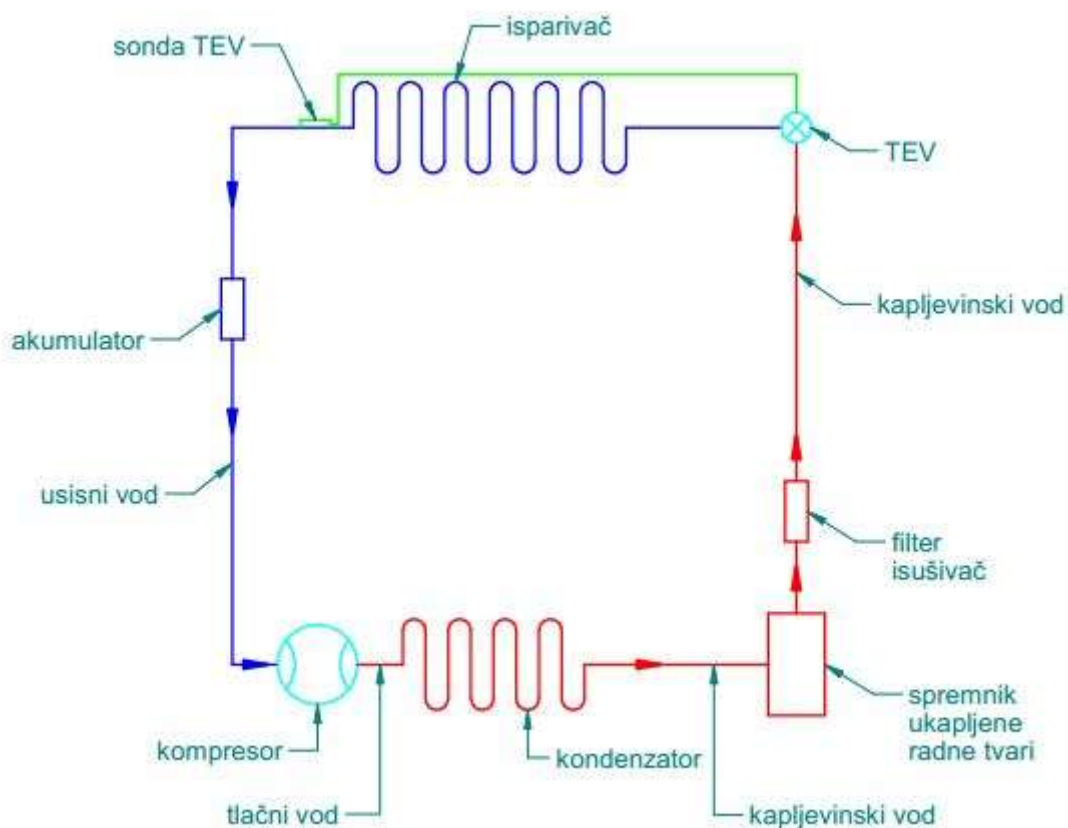 isparivač
sonda TEV
TEV
kapljevinski vod
akumulator
usisni vod
filter
isušivač
spremnik
ukapljene
radne tvari
kompresor
kondenzator
tlačni vod
kapljevinski vod